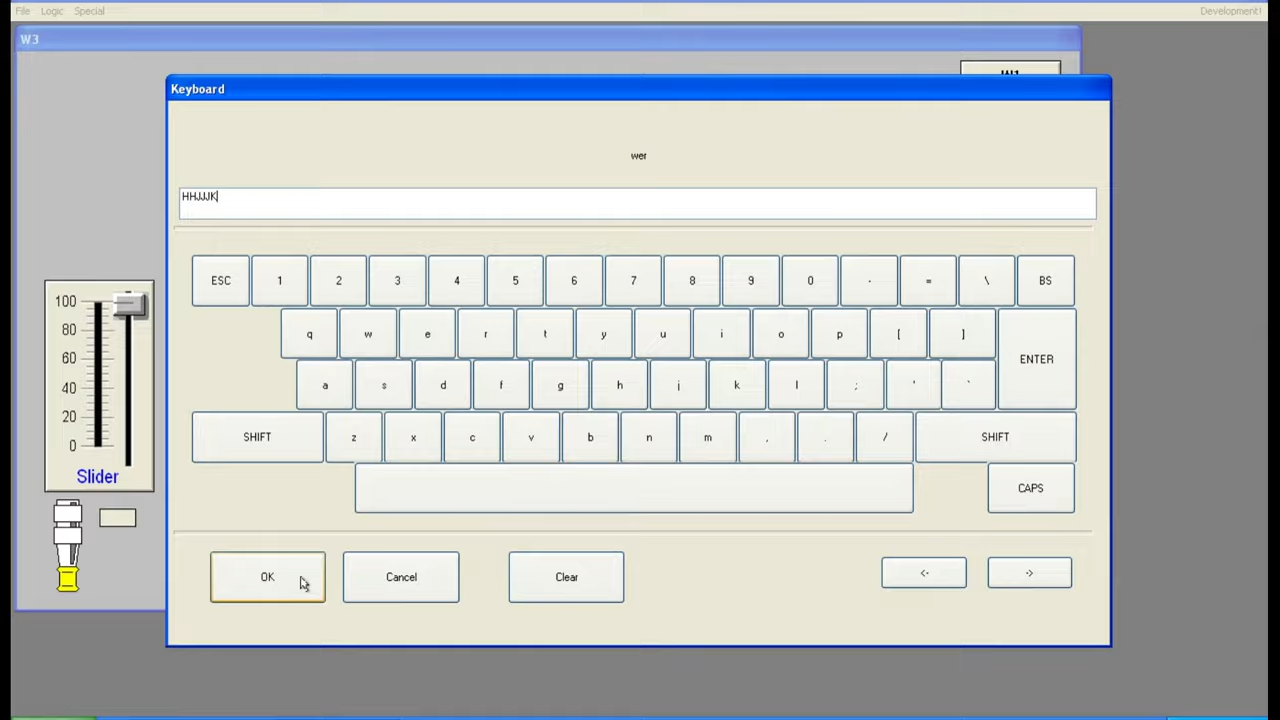 File Logic Special Development!
W3
Keyboard
wer
HHJJJK
ESC 1 2 3 4 5 6 7 8 9 0 - = \ BS
q w e r t y u i o p [ ]
ENTER
a s d f g h j k l ; ' `
SHIFT z x c v b n m , . / SHIFT
CAPS
OK Cancel Clear <- ->
100
80
60
40
20
0
Slider